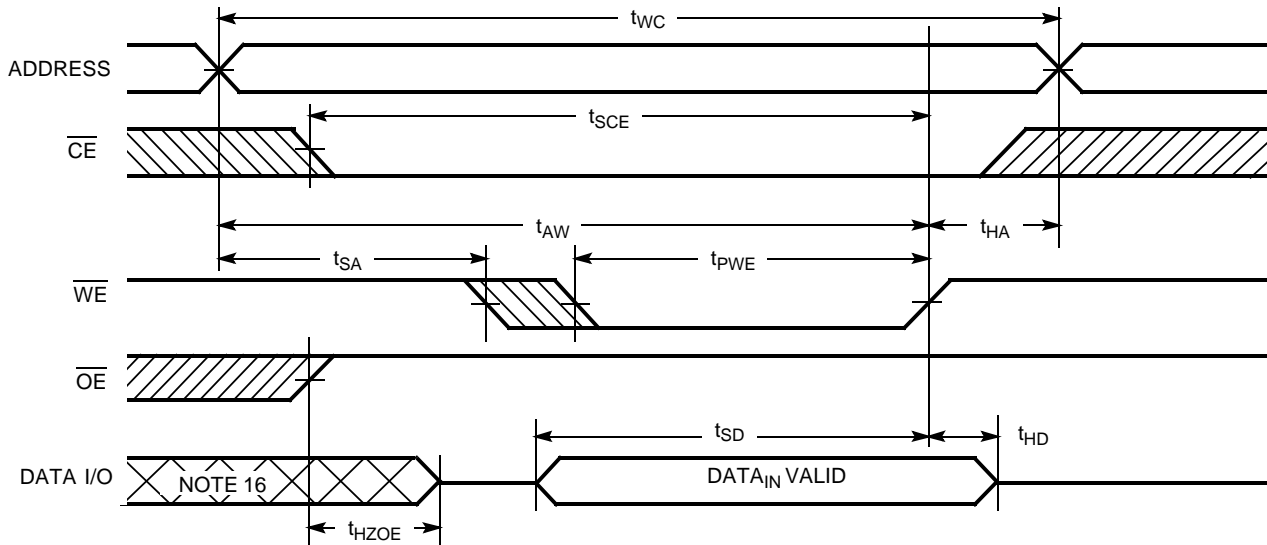 tWC
ADDRESS
tSCE
CE
tAW
tHA
tSA
tPWE
WE
OE
tSD
tHD
DATA I/O
NOTE 16
DATAIN VALID
tHZOE